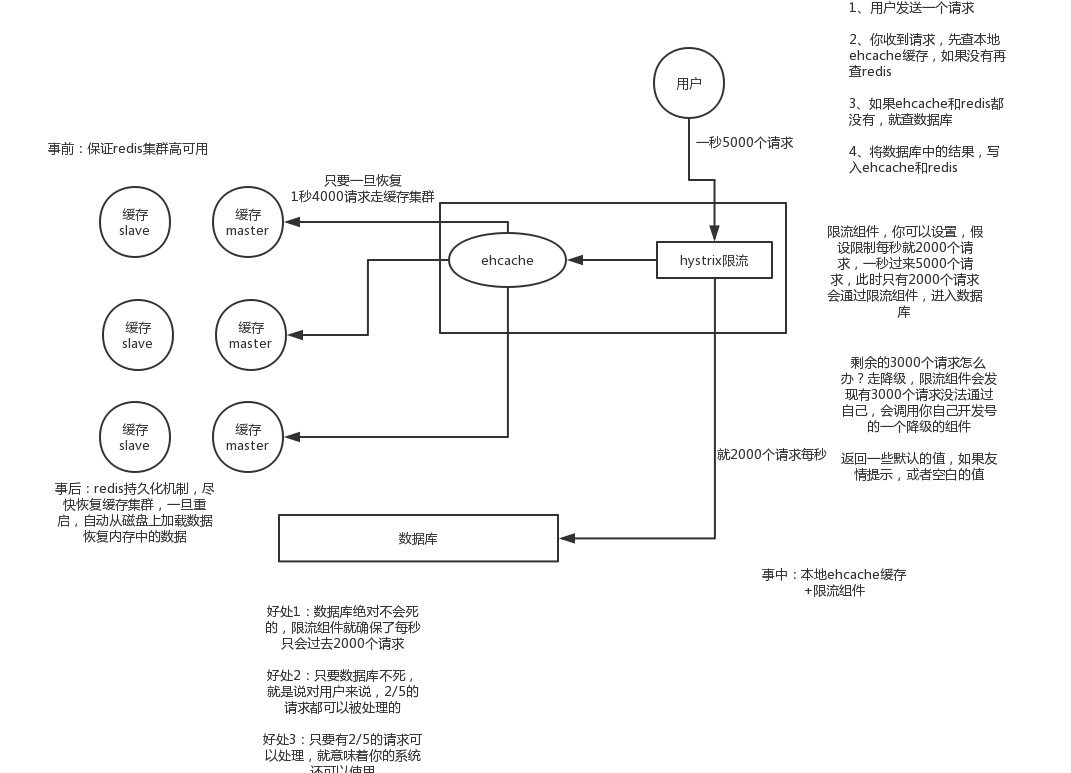 1、用户发送一个请求
2、你收到请求，先查本地
ehcache缓存，如果没有再
查redis
3、如果ehcache和redis都
没有，就查数据库
4、将数据库中的结果，写
入ehcache和redis
用户
一秒5000个请求
事前：保证redis集群高可用
只要一旦恢复
1秒4000请求走缓存集群
缓存
slave
缓存
master
ehcache
hystrix限流
限流组件，你可以设置，假
设限制每秒就2000个请
求，一秒过来5000个请
求，此时只有2000个请求
会通过限流组件，进入数据
库
缓存
slave
缓存
master
剩余的3000个请求怎么
办？走降级，限流组件会发
现有3000个请求没法通过
自己，会调用你自己开发号
的一个降级的组件
返回一些默认的值，如果友
情提示，或者空白的值
缓存
slave
缓存
master
就2000个请求每秒
事后：redis持久化机制，尽
快恢复缓存集群，一旦重
启，自动从磁盘上加载数据
恢复内存中的数据
数据库
事中：本地ehcache缓存
+限流组件
好处1：数据库绝对不会死
的，限流组件就确保了每秒
只会过去2000个请求
好处2：只要数据库不死，
就是说对用户来说，2/5的
请求都可以被处理的
好处3：只要有2/5的请求可
以处理，就意味着你的系统
还可以使用